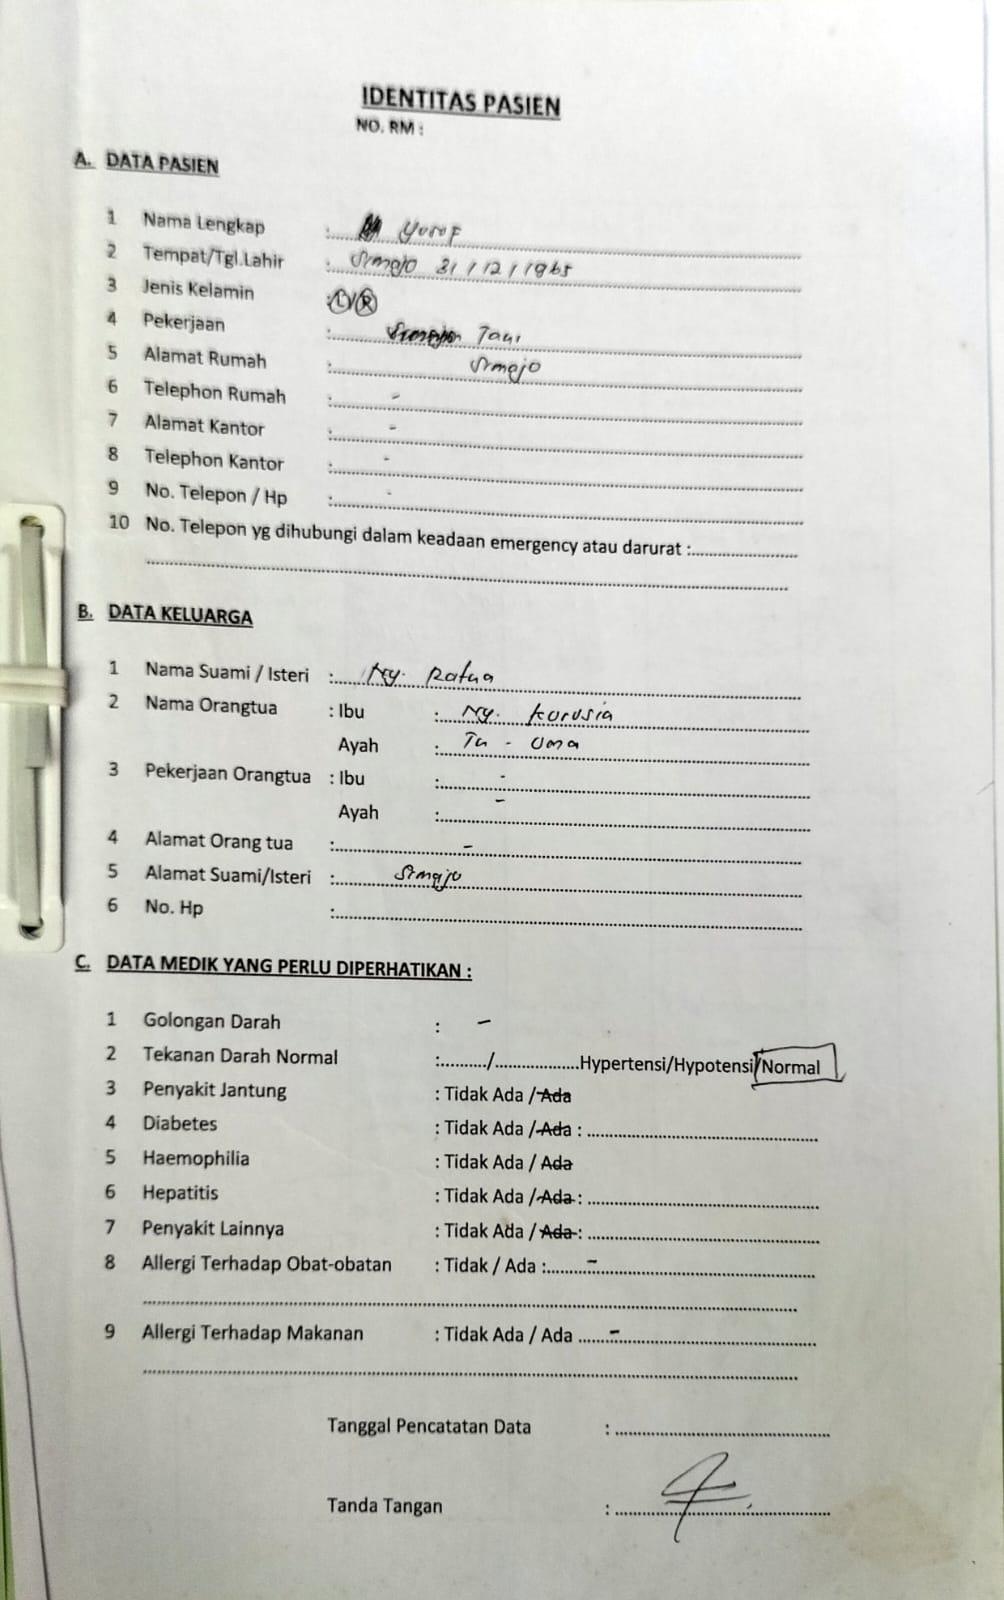 IDENTITAS PASIEN
NO. RM :
A. DATA PASIEN
1 Nama Lengkap : Yusuf
2 Tempat/Tgl.Lahir : Simajo 31/12/1965
3 Jenis Kelamin : L/P
4 Pekerjaan : Tani
5 Alamat Rumah : Simajo
6 Telephon Rumah : -
7 Alamat Kantor : -
8 Telephon Kantor : -
9 No. Telepon / Hp : -
10 No. Telepon yg dihubungi dalam keadaan emergency atau darurat :
B. DATA KELUARGA
1 Nama Suami / Isteri : Ny. Ratna
2 Nama Orangtua : Ibu : Ny. Kurusia
Ayah : Tn - Uma
3 Pekerjaan Orangtua : Ibu : -
Ayah : -
4 Alamat Orang tua : -
5 Alamat Suami/Isteri : Simajo
6 No. Hp :
C. DATA MEDIK YANG PERLU DIPERHATIKAN :
1 Golongan Darah : -
2 Tekanan Darah Normal :........../....................Hypertensi/Hypotensi/Normal
3 Penyakit Jantung : Tidak Ada / Ada
4 Diabetes : Tidak Ada / Ada :
5 Haemophilia : Tidak Ada / Ada
6 Hepatitis : Tidak Ada / Ada :
7 Penyakit Lainnya : Tidak Ada / Ada :
8 Allergi Terhadap Obat-obatan : Tidak / Ada : -
9 Allergi Terhadap Makanan : Tidak Ada / Ada -
Tanggal Pencatatan Data :
Tanda Tangan :